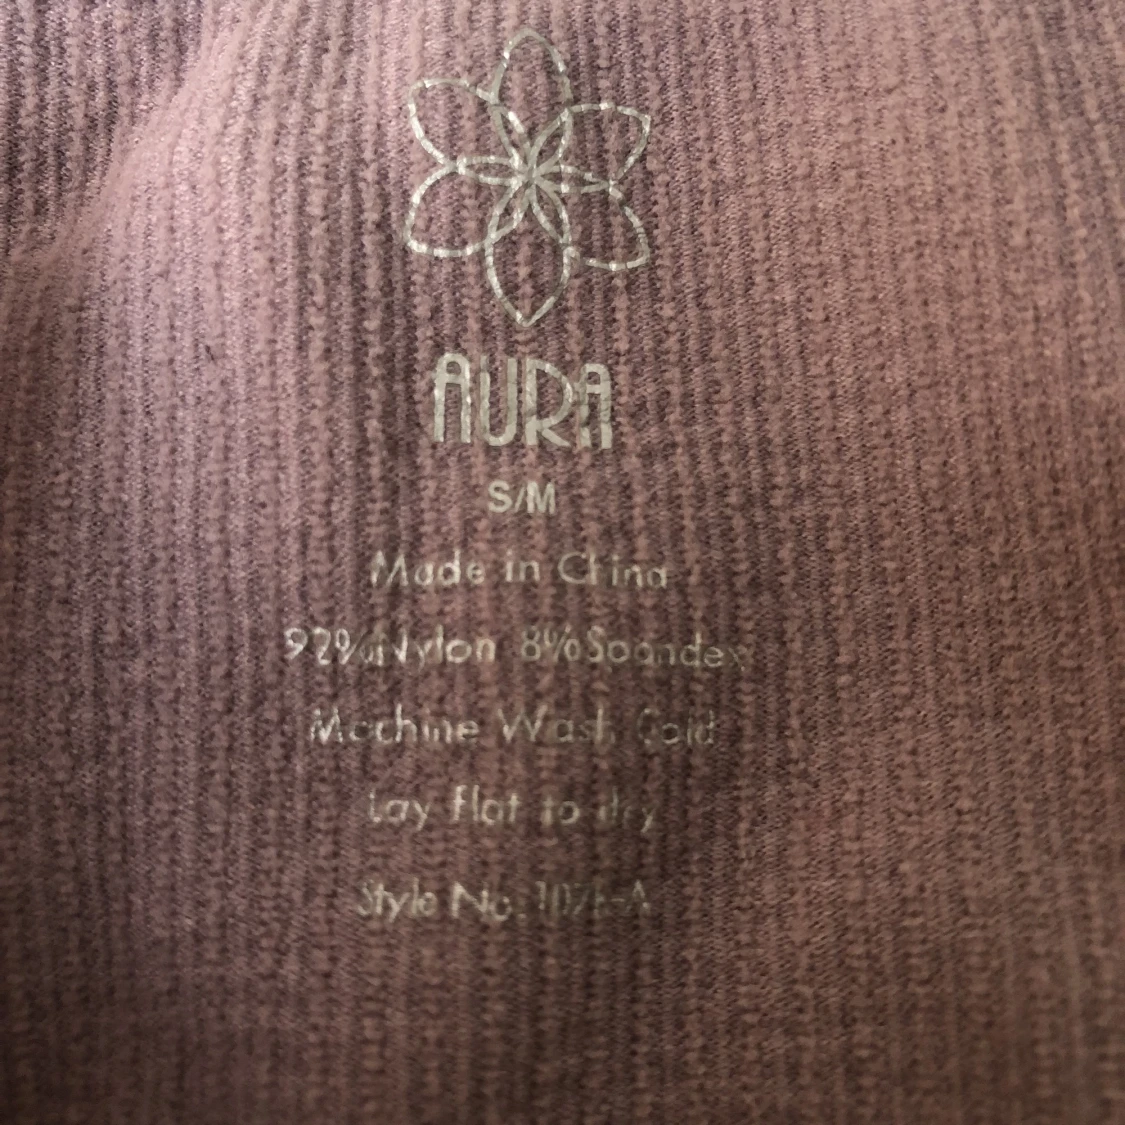 AURA
S/M
Made in China
92%Nylon 8%Spandex
Machine Wash Cold
Lay Flat to dry
Style No.